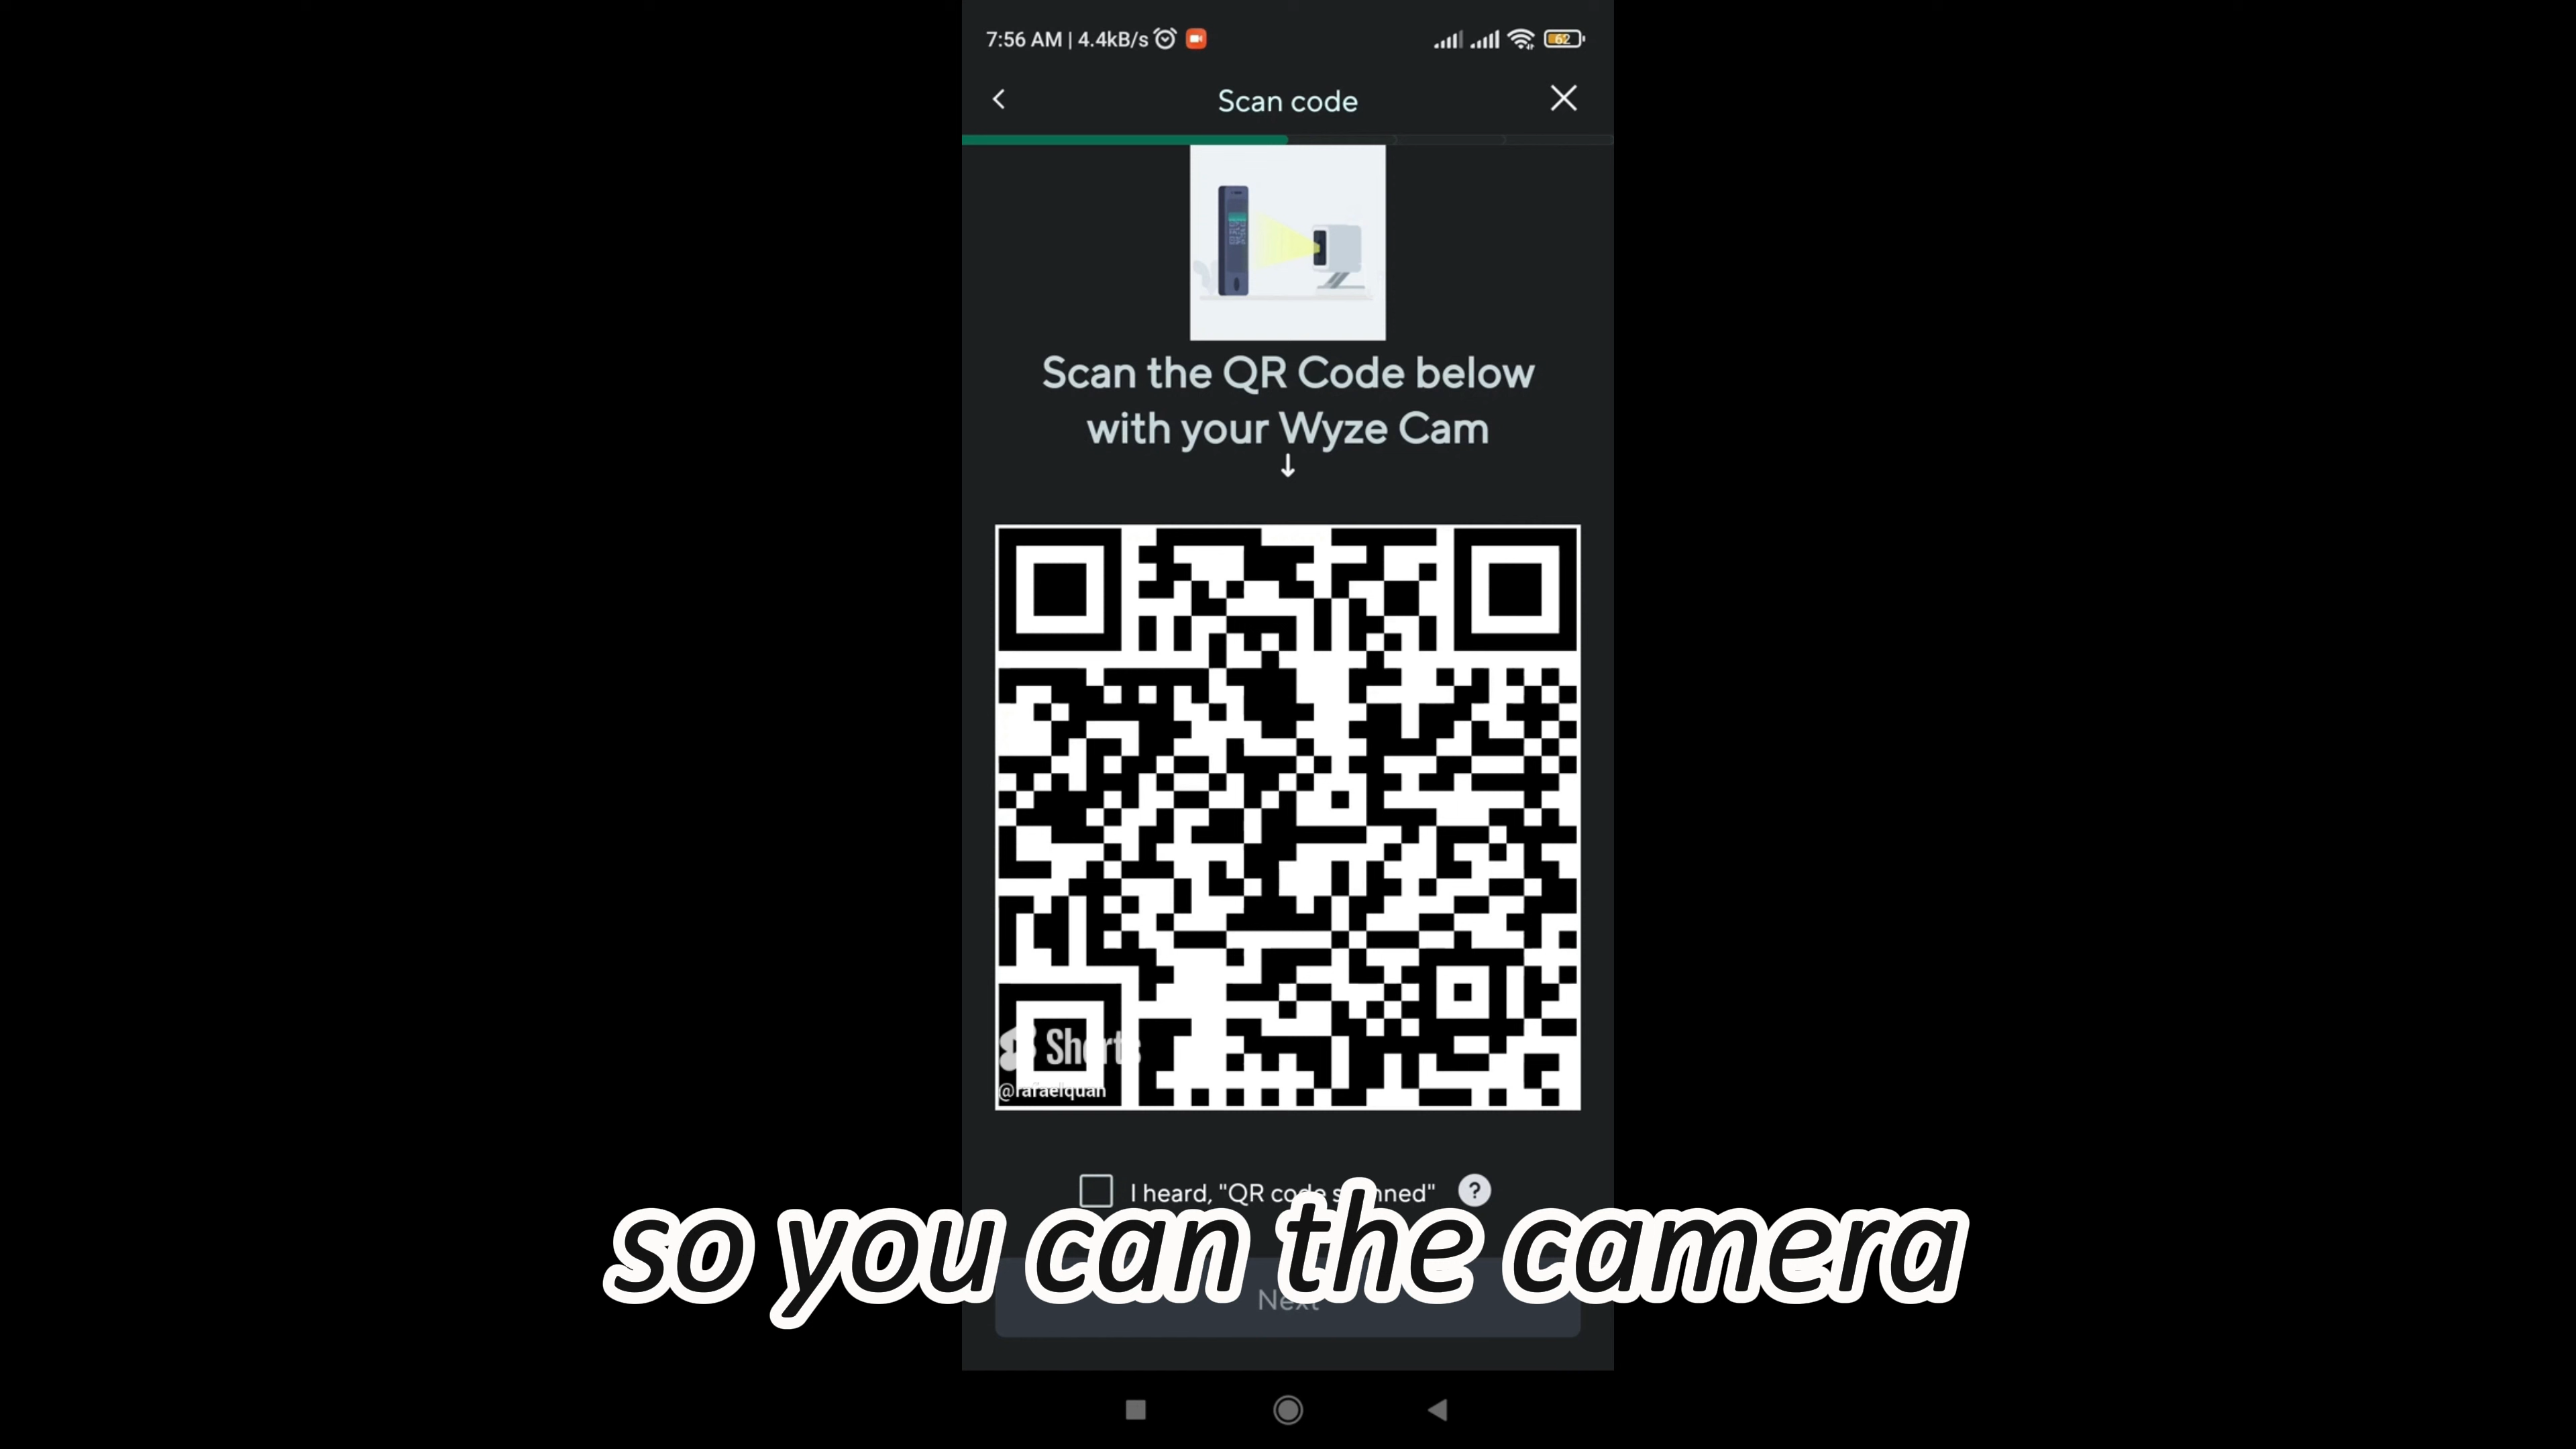 7:56 AM | 4.4kB/s
62
Scan code
Scan the QR Code below
with your Wyze Cam
↓
Shorts
@rafaelquan
I heard, "QR code scanned" ?
so you can the camera
Next